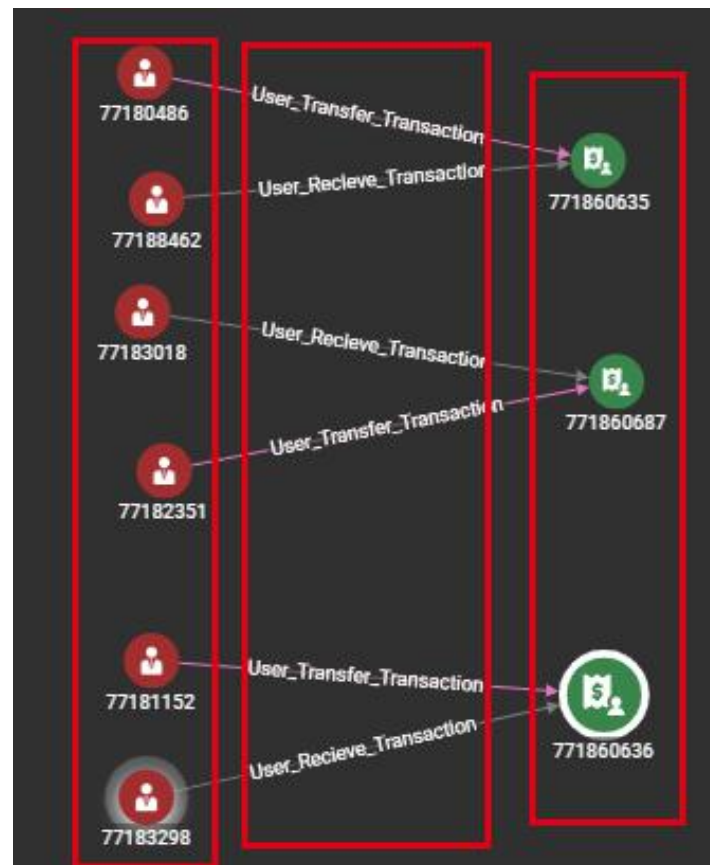 77180486
User_Transfer_Transaction
771860635
User_Recieve_Transaction
77188462
77183018
User_Recieve_Transaction
771860687
User_Transfer_Transaction
77182351
77181152
User_Transfer_Transaction
771860636
User_Recieve_Transaction
77183298